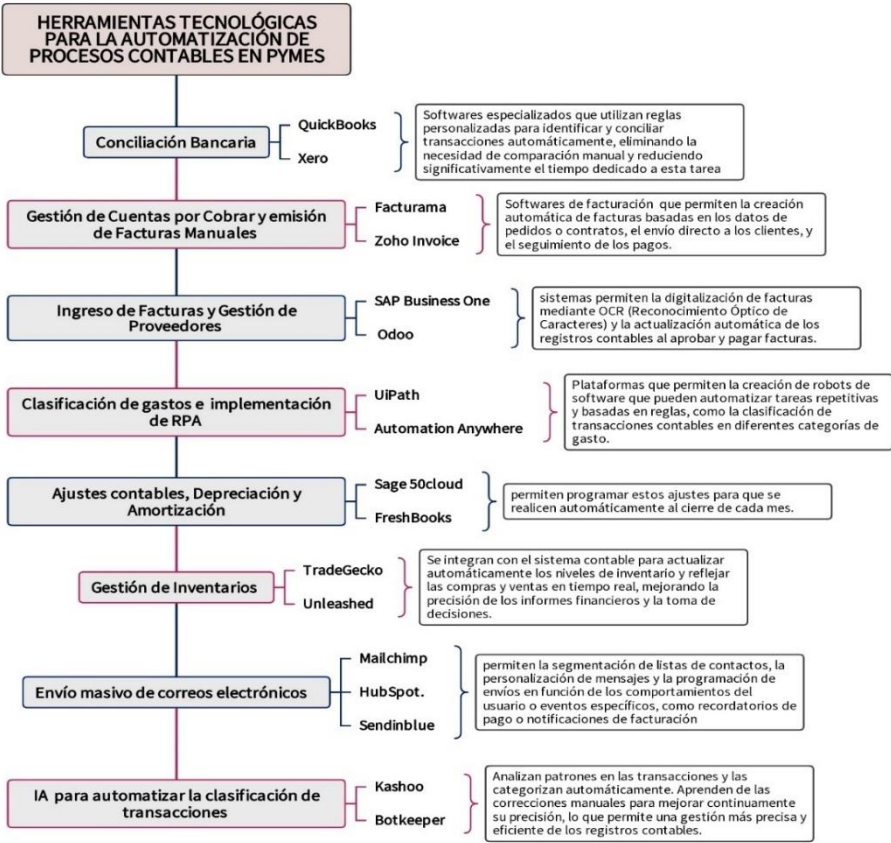 HERRAMIENTAS TECNOLÓGICAS
PARA LA AUTOMATIZACIÓN DE
PROCESOS CONTABLES EN PYMES
Conciliación Bancaria
QuickBooks
Xero
Softwares especializados que utilizan reglas
personalizadas para identificar y conciliar
transacciones automáticamente, eliminando la
necesidad de comparación manual y reduciendo
significativamente el tiempo dedicado a esta tarea
Gestión de Cuentas por Cobrar y emisión
de Facturas Manuales
Facturama
Zoho Invoice
Softwares de facturación que permiten la creación
automática de facturas basadas en los datos de
pedidos o contratos, el envío directo a los clientes, y
el seguimiento de los pagos.
Ingreso de Facturas y Gestión de
Proveedores
SAP Business One
Odoo
sistemas permiten la digitalización de facturas
mediante OCR (Reconocimiento Óptico de
Caracteres) y la actualización automática de los
registros contables al aprobar y pagar facturas.
Clasificación de gastos e implementación
de RPA
UiPath
Automation Anywhere
Plataformas que permiten la creación de robots de
software que pueden automatizar tareas repetitivas
y basadas en reglas, como la clasificación de
transacciones contables en diferentes categorías de
gasto.
Ajustes contables, Depreciación y
Amortización
Sage 50cloud
FreshBooks
permiten programar estos ajustes para que se
realicen automáticamente al cierre de cada mes.
Gestión de Inventarios
TradeGecko
Unleashed
Se integran con el sistema contable para actualizar
automáticamente los niveles de inventario y reflejar
las compras y ventas en tiempo real, mejorando la
precisión de los informes financieros y la toma de
decisiones.
Envío masivo de correos electrónicos
Mailchimp
HubSpot.
Sendinblue
permiten la segmentación de listas de contactos, la
personalización de mensajes y la programación de
envíos en función de los comportamientos del
usuario o eventos específicos, como recordatorios de
pago o notificaciones de facturación
IA para automatizar la clasificación de
transacciones
Kashoo
Botkeeper
Analizan patrones en las transacciones y las
categorizan automáticamente. Aprenden de las
correcciones manuales para mejorar continuamente
su precisión, lo que permite una gestión más precisa y
eficiente de los registros contables.